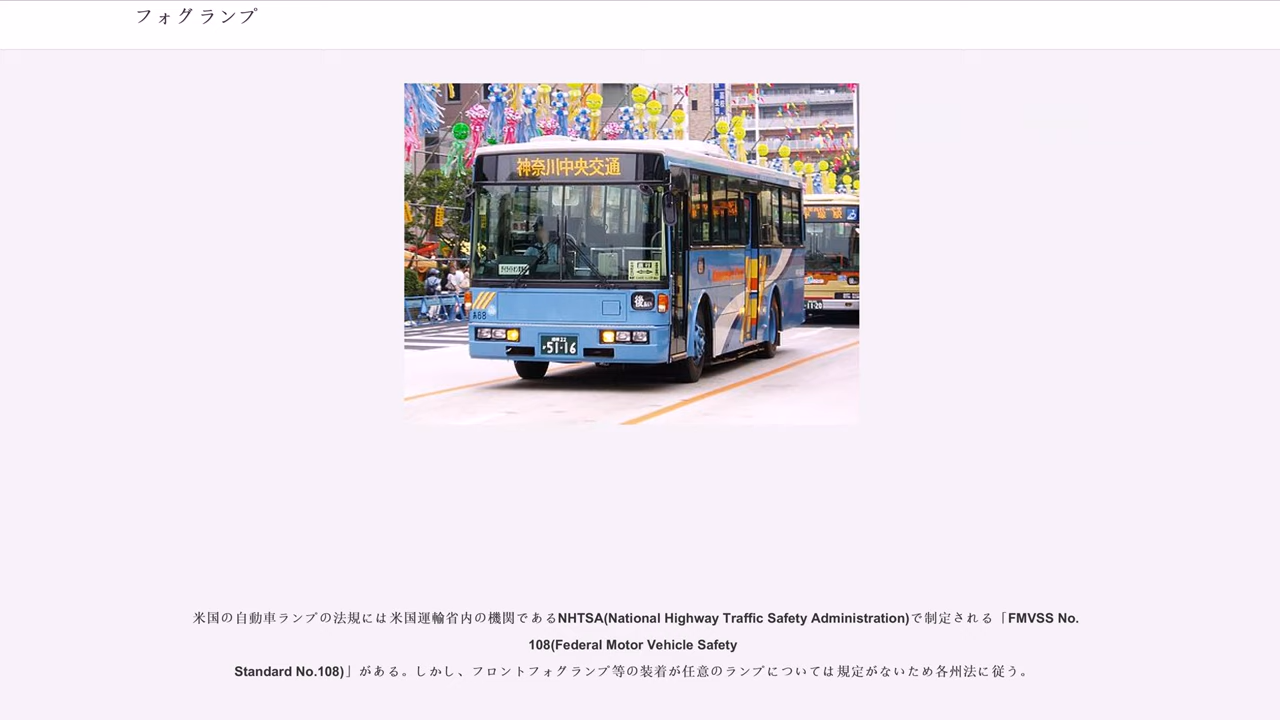 フォグランプ
神奈川中央交通
後
51-16
11-20
米国の自動車ランプの法規には米国運輸省内の機関であるNHTSA(National Highway Traffic Safety Administration)で制定される「FMVSS No.
108(Federal Motor Vehicle Safety
Standard No.108)」がある。しかし、フロントフォグランプ等の装着が任意のランプについては規定がないため各州法に従う。